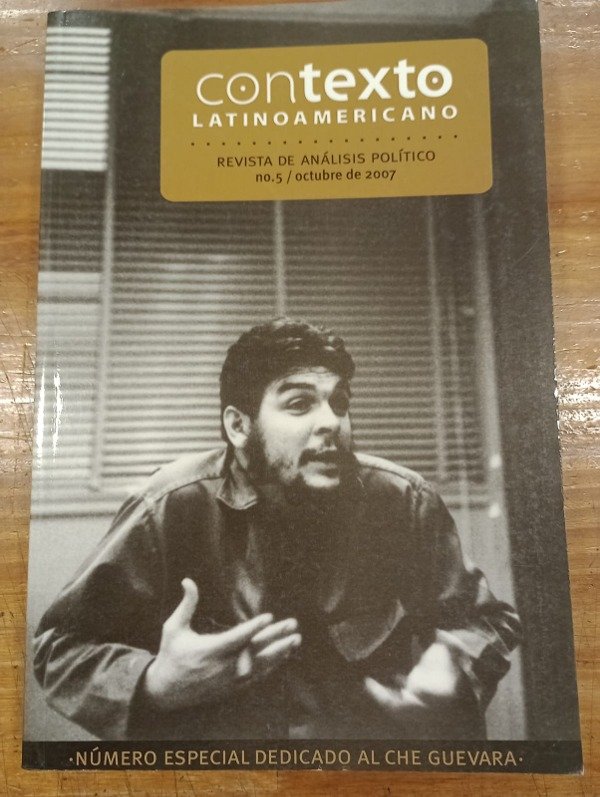 contexto
LATINOAMERICANO
REVISTA DE ANÁLISIS POLÍTICO
no.5 / octubre de 2007
·NÚMERO ESPECIAL DEDICADO AL CHE GUEVARA·